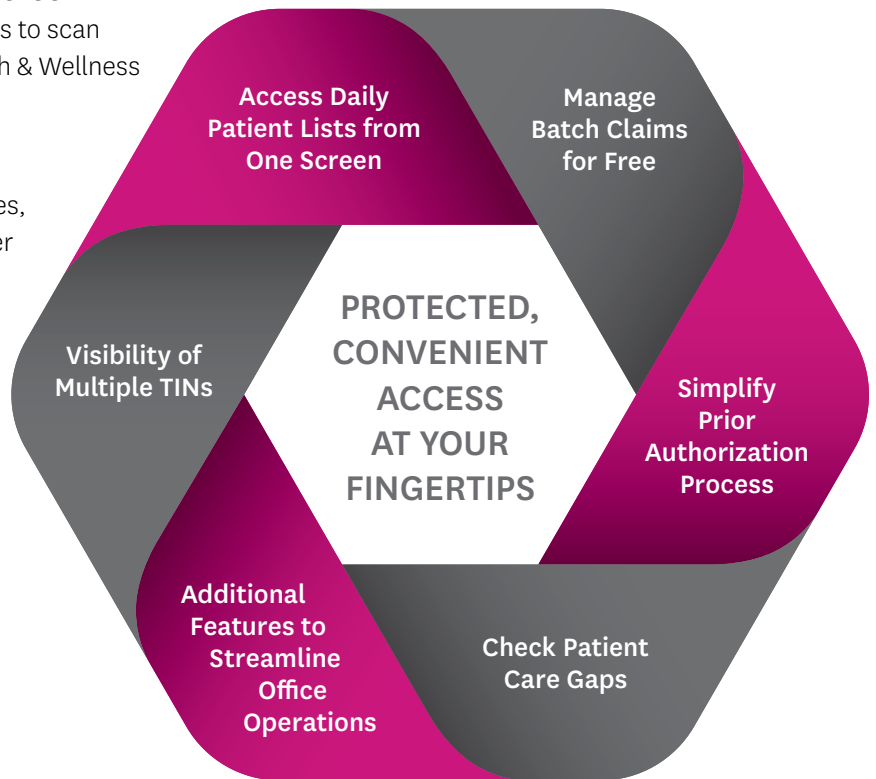 s to scan
h & Wellness
es,
er
Access Daily
Patient Lists from
One Screen
Manage
Batch Claims
for Free
Visibility of
Multiple TINs
PROTECTED,
CONVENIENT
ACCESS
AT YOUR
FINGERTIPS
Simplify
Prior
Authorization
Process
Additional
Features to
Streamline
Office
Operations
Check Patient
Care Gaps